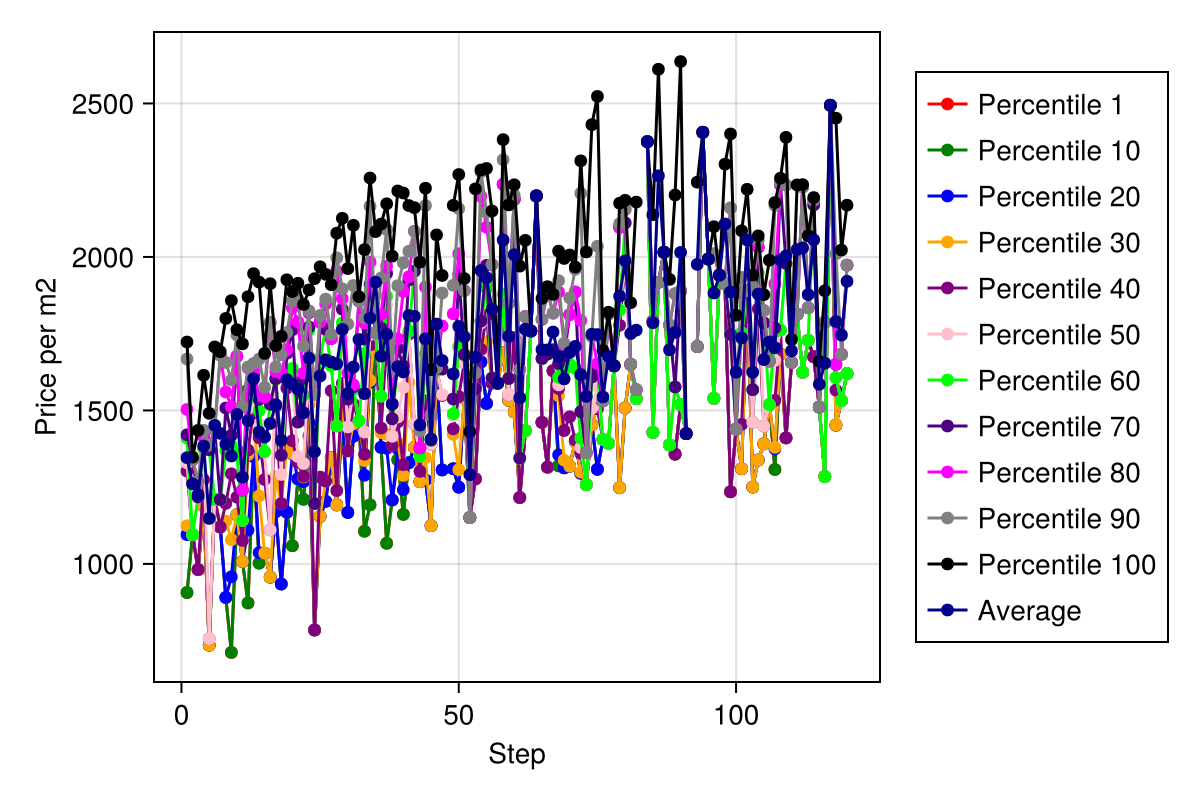 Price per m2
2500
2000
1500
1000
0
50
100
Step
Percentile 1
Percentile 10
Percentile 20
Percentile 30
Percentile 40
Percentile 50
Percentile 60
Percentile 70
Percentile 80
Percentile 90
Percentile 100
Average